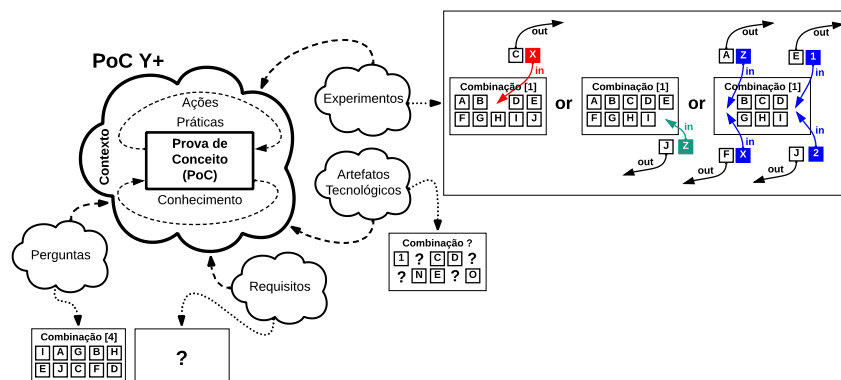 PoC Y+
Contexto
Ações
Práticas
Prova de
Conceito
(PoC)
Conhecimento
Experimentos
Artefatos
Tecnológicos
Perguntas
Requisitos
out
C X
in
Combinação [1]
A B D E
F G H I J
or
Combinação [1]
A B C D E
F G H I
in
J Z
out
or
out
out
A Z
E 1
in
in
Combinação [1]
B C D
G H I
in
in
F X
J 2
out
out
Combinação ?
1 ? C D ?
? N E ? O
Combinação [4]
I A G B H
E J C F D
?